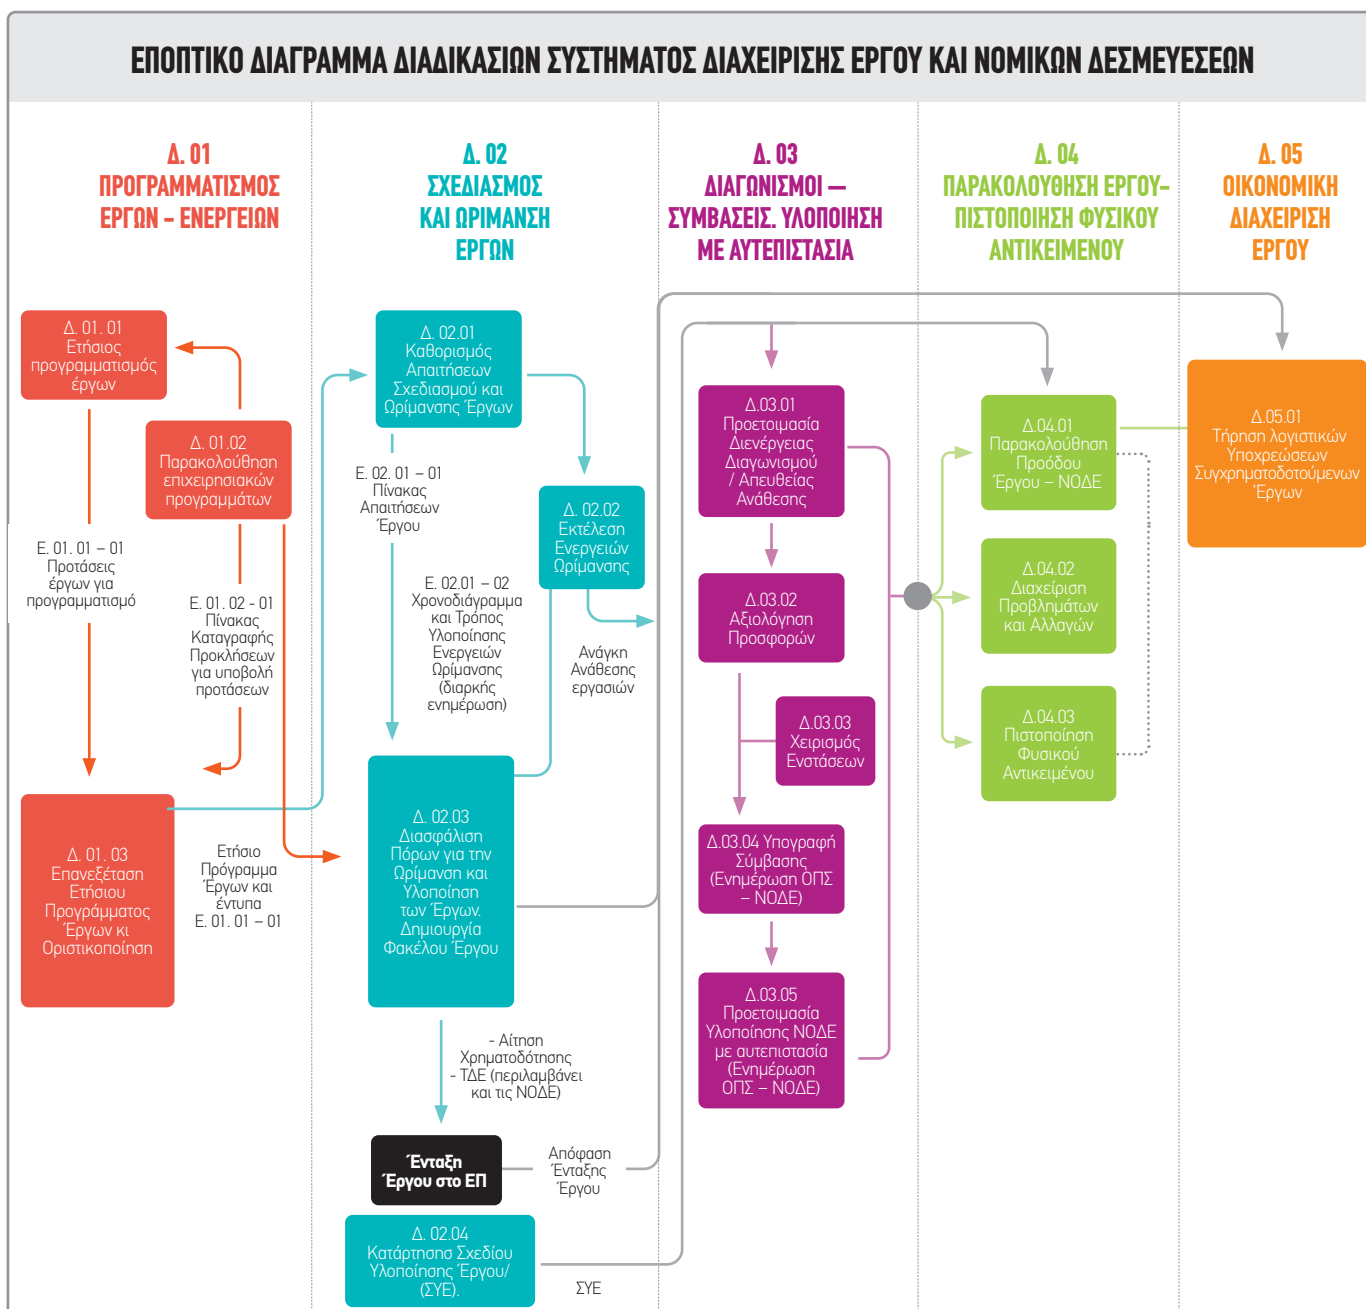 ΕΠΟΠΤΙΚΟ ΔΙΑΓΡΑΜΜΑ ΔΙΑΔΙΚΑΣΙΩΝ ΣΥΣΤΗΜΑΤΟΣ ΔΙΑΧΕΙΡΙΣΗΣ ΕΡΓΟΥ ΚΑΙ ΝΟΜΙΚΩΝ ΔΕΣΜΕΥΕΣΕΩΝ
Δ. 01
ΠΡΟΓΡΑΜΜΑΤΙΣΜΟΣ
ΕΡΓΩΝ - ΕΝΕΡΓΕΙΩΝ
Δ. 01. 01
Ετήσιος
προγραμματισμός
έργων
Δ. 01.02
Παρακολούθηση
επιχειρησιακών
προγραμμάτων
Ε. 01. 01 – 01
Προτάσεις
έργων για
προγραμματισμό
Ε. 01. 02 - 01
Πίνακας
Καταγραφής
Προκλήσεων
για υποβολή
προτάσεων
Δ. 01. 03
Επανεξέταση
Ετήσιου
Προγράμματος
Έργων κι
Οριστικοποίηση
Ετήσιο
Πρόγραμμα
Έργων και
έντυπα
Ε. 01. 01 – 01
Δ. 02
ΣΧΕΔΙΑΣΜΟΣ
ΚΑΙ ΩΡΙΜΑΝΣΗ
ΕΡΓΩΝ
Δ. 02.01
Καθορισμός
Απαιτήσεων
Σχεδιασμού και
Ωρίμανσης Έργων
Ε. 02. 01 – 01
Πίνακας
Απαιτήσεων
Έργου
Δ. 02.02
Εκτέλεση
Ενεργειών
Ωρίμανσης
Ε. 02.01 – 02
Χρονοδιάγραμμα
και Τρόπος
Υλοποίησης
Ενεργειών
Ωρίμανσης
(διαρκής
ενημέρωση)
Ανάγκη
Ανάθεσης
εργασιών
Δ. 02.03
Διασφάλιση
Πόρων για την
Ωρίμανση και
Υλοποίηση
των Έργων.
Δημιουργία
Φακέλου Έργου
- Αίτηση
Χρηματοδότησης
- ΤΔΕ (περιλαμβάνει
και τις ΝΟΔΕ)
Ένταξη
Έργου στο ΕΠ
Απόφαση
Ένταξης
Έργου
Δ. 02.04
Κατάρτησσ Σχεδίου
Υλοποίησης Έργου/
(ΣΥΕ).
ΣΥΕ
Δ. 03
ΔΙΑΓΩΝΙΣΜΟΙ –
ΣΥΜΒΑΣΕΙΣ. ΥΛΟΠΟΙΗΣΗ
ΜΕ ΑΥΤΕΠΙΣΤΑΣΙΑ
Δ.03.01
Προετοιμασία
Διενέργειας
Διαγωνισμού
/ Απευθείας
Ανάθεσης
Δ.03.02
Αξιολόγηση
Προσφορών
Δ.03.03
Χειρισμός
Ενστάσεων
Δ.03.04 Υπογραφή
Σύμβασης
(Ενημέρωση ΟΠΣ
– ΝΟΔΕ)
Δ.03.05
Προετοιμασία
Υλοποίησης ΝΟΔΕ
με αυτεπιστασία
(Ενημέρωση
ΟΠΣ – ΝΟΔΕ)
Δ. 04
ΠΑΡΑΚΟΛΟΥΘΗΣΗ ΕΡΓΟΥ-
ΠΙΣΤΟΠΟΙΗΣΗ ΦΥΣΙΚΟΥ
ΑΝΤΙΚΕΙΜΕΝΟΥ
Δ.04.01
Παρακολούθηση
Προόδου
Έργου – ΝΟΔΕ
Δ.04.02
Διαχείριση
Προβλημάτων
και Αλλαγών
Δ.04.03
Πιστοποίηση
Φυσικού
Αντικειμένου
Δ. 05
ΟΙΚΟΝΟΜΙΚΗ
ΔΙΑΧΕΙΡΙΣΗ
ΕΡΓΟΥ
Δ.05.01
Τήρηση λογιστικών
Υποχρεώσεων
Συγχρηματοδοτούμενων
Έργων